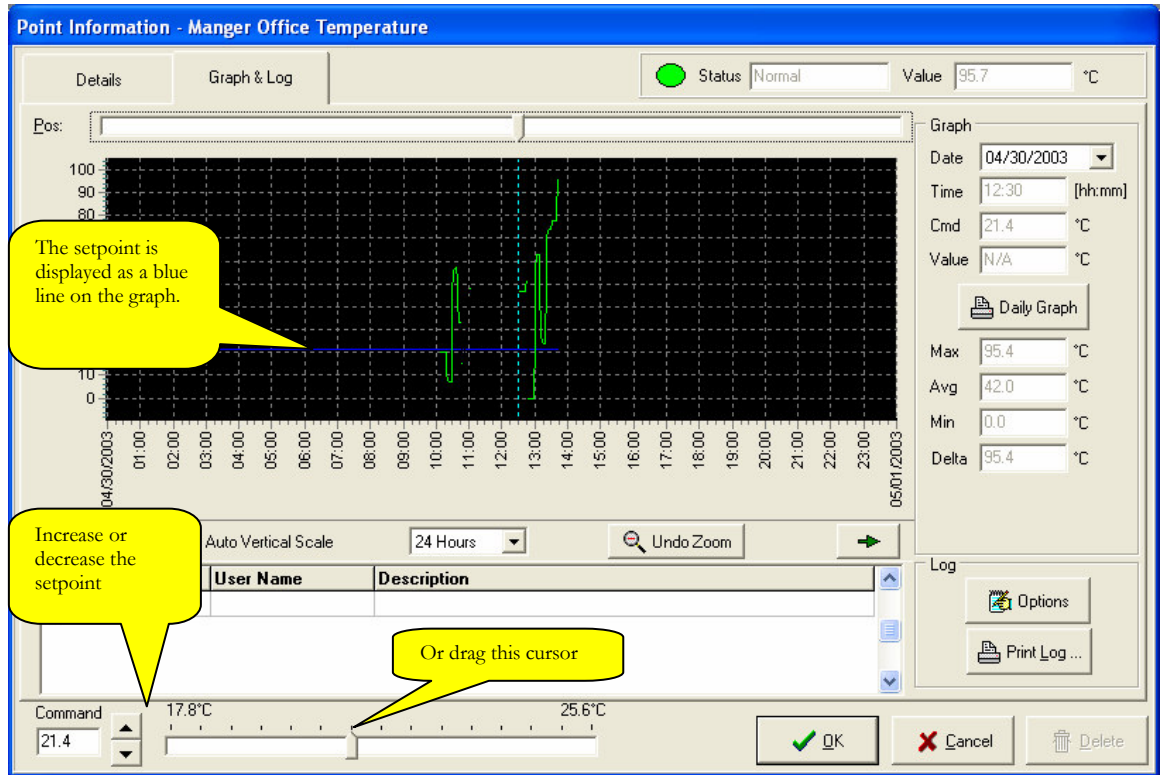 Point Information - Manger Office Temperature
Details
Graph & Log
Status Normal
Value 95.7 °C
Pos:
100
90
80
10
0
The setpoint is
displayed as a blue
line on the graph.
04/30/2003
01:00
02:00
03:00
04:00
05:00
06:00
07:00
08:00
09:00
10:00
11:00
12:00
13:00
14:00
15:00
16:00
17:00
18:00
19:00
20:00
21:00
22:00
23:00
05/01/2003
Graph
Date 04/30/2003
Time 12:30 [hh:mm]
Cmd 21.4 °C
Value N/A °C
Daily Graph
Max 95.4 °C
Avg 42.0 °C
Min 0.0 °C
Delta 95.4 °C
Increase or
decrease the
setpoint
Auto Vertical Scale
24 Hours
Undo Zoom
User Name
Description
Log
Options
Print Log ...
Or drag this cursor
Command
21.4
17.8°C
25.6°C
OK
Cancel
Delete